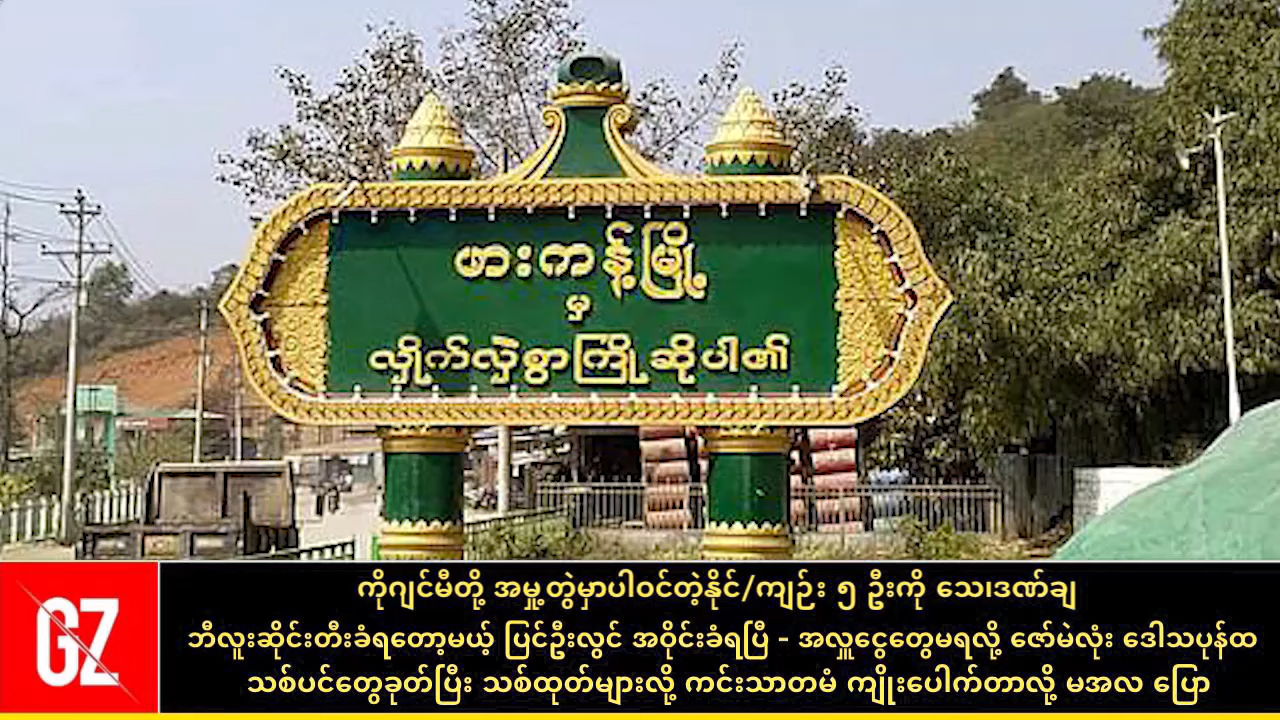 ဖားကန့်မြို့မှ
လှိုက်လှဲစွာကြိုဆိုပါ၏
GZ
ကိုဂျင်မီတို့ အမှု့တွဲမှာပါဝင်တဲ့နိုင်/ကျဉ်း ၅ ဦးကို သေ၊ဒဏ်ချ
ဘီလူးဆိုင်းတီးခံရတော့မယ့် ပြင်ဦးလွင် အဝိုင်းခံရပြီ - အလှူငွေတွေမရလို့ ဇော်မဲလုံး ဒေါသပုန်ထ
သစ်ပင်တွေခုတ်ပြီး သစ်ထုတ်များလို့ ကင်းသာတမံ ကျိုးပေါက်တာလို့ မအလ ပြော